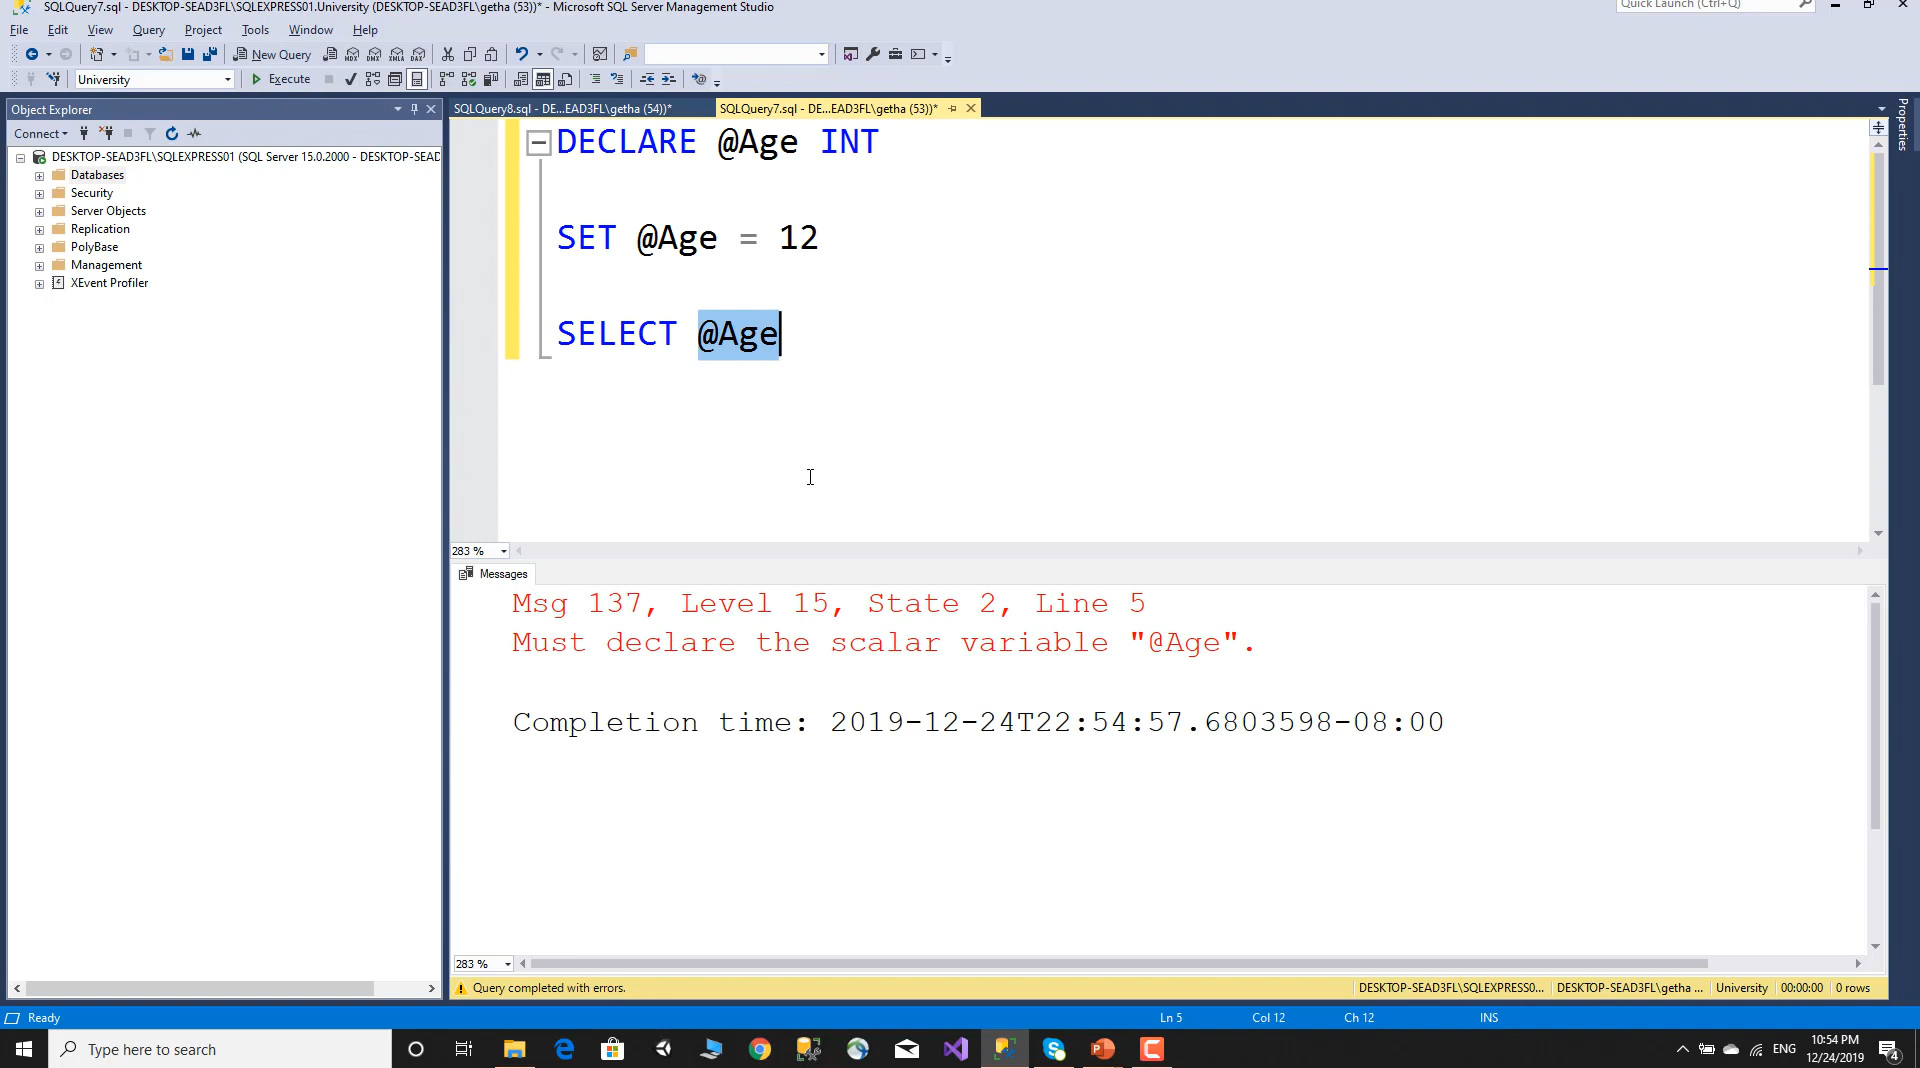 SQLQuery7.sql - DESKTOP-SEAD3FL\SQLEXPRESS01.University (DESKTOP-SEAD3FL\getha (53))* - Microsoft SQL Server Management Studio
Quick Launch (Ctrl+Q)
File Edit View Query Project Tools Window Help
New Query
University
Execute
Object Explorer
SQLQuery8.sql - DE...EAD3FL\getha (54))*
SQLQuery7.sql - DE...EAD3FL\getha (53))*
Properties
Connect
DESKTOP-SEAD3FL\SQLEXPRESS01 (SQL Server 15.0.2000 - DESKTOP-SEAD
Databases
Security
Server Objects
Replication
PolyBase
Management
XEvent Profiler
DECLARE @Age INT
SET @Age = 12
SELECT @Age
283 %
Messages
Msg 137, Level 15, State 2, Line 5
Must declare the scalar variable "@Age".
Completion time: 2019-12-24T22:54:57.6803598-08:00
283 %
Query completed with errors.
DESKTOP-SEAD3FL\SQLEXPRESS0... DESKTOP-SEAD3FL\getha ... University 00:00:00 0 rows
Ready
Ln 5 Col 12 Ch 12 INS
Type here to search
ENG
10:54 PM
12/24/2019
4